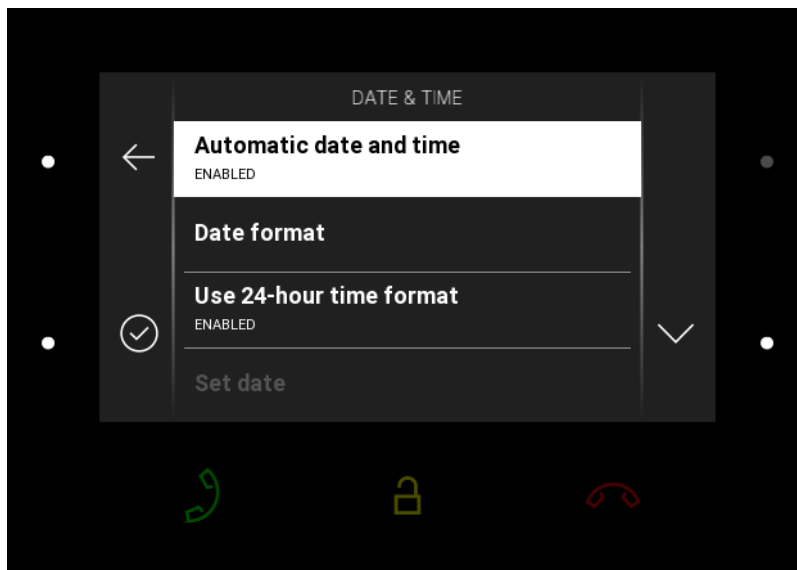 DATE & TIME
Automatic date and time
ENABLED
Date format
Use 24-hour time format
ENABLED
Set date